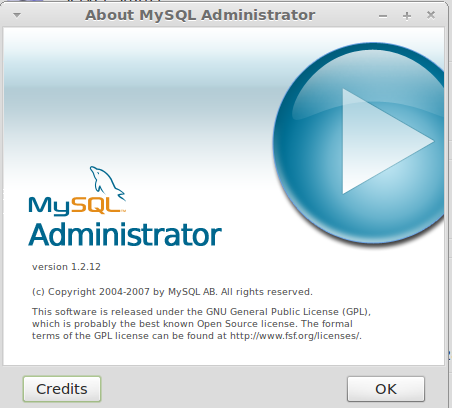 About MySQL Administrator
MySQL
Administrator
version 1.2.12
(c) Copyright 2004-2007 by MySQL AB. All rights reserved.
This software is released under the GNU General Public License (GPL),
which is probably the best known Open Source license. The formal
terms of the GPL license can be found at http://www.fsf.org/licenses/.
Credits
OK